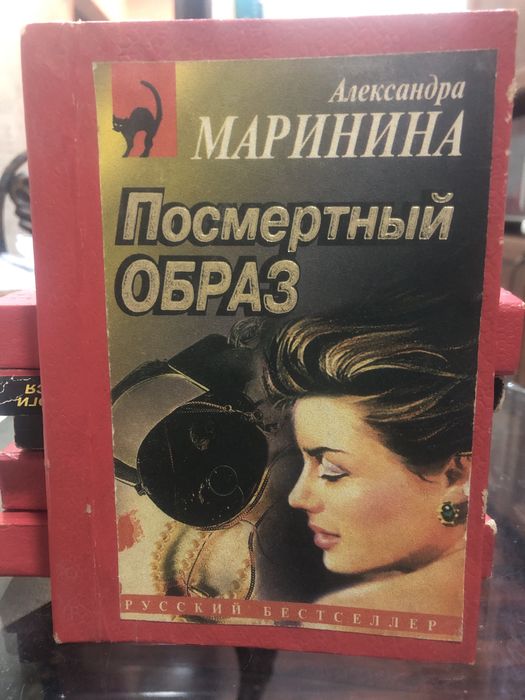 Александра
МАРИНИНА
Посмертный
ОБРАЗ
РУССКИЙ БЕСТСЕЛЛЕР